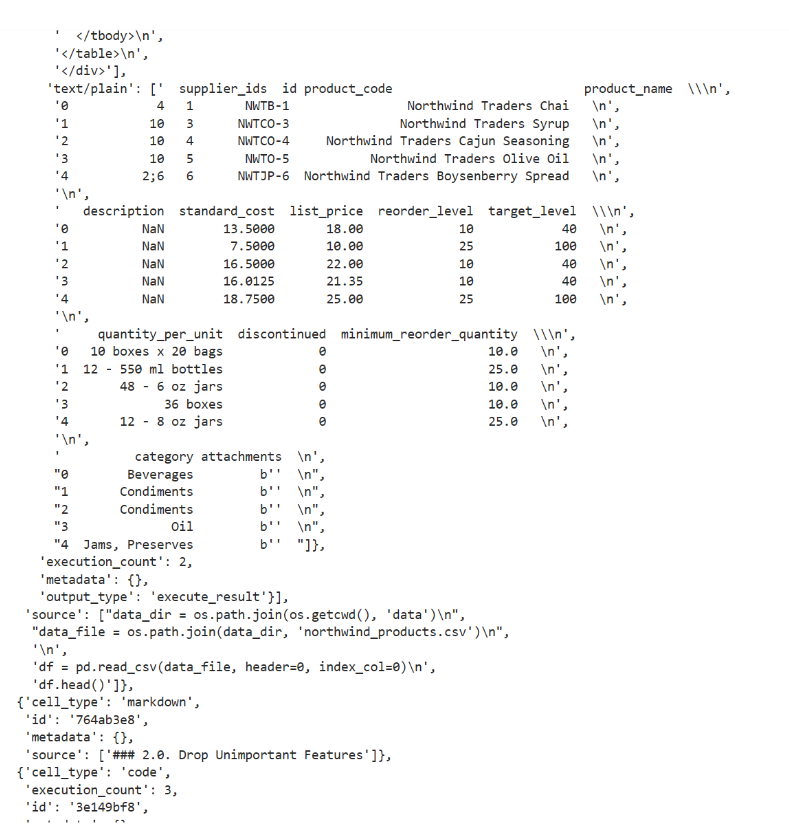 '  </tbody>\n',
'</table>\n',
'</div>'],
'text/plain': ['  supplier_ids  id product_code                          product_name  \\\n',
'0            4   1       NWTB-1                Northwind Traders Chai   \n',
'1           10   3      NWTCO-3               Northwind Traders Syrup   \n',
'2           10   4      NWTCO-4     Northwind Traders Cajun Seasoning   \n',
'3           10   5       NWTO-5           Northwind Traders Olive Oil   \n',
'4          2;6   6      NWTJP-6  Northwind Traders Boysenberry Spread   \n',
'\n',
'   description  standard_cost  list_price  reorder_level  target_level  \\\n',
'0          NaN        13.5000       18.00             10            40   \n',
'1          NaN         7.5000       10.00             25           100   \n',
'2          NaN        16.5000       22.00             10            40   \n',
'3          NaN        16.0125       21.35             10            40   \n',
'4          NaN        18.7500       25.00             25           100   \n',
'\n',
'     quantity_per_unit  discontinued  minimum_reorder_quantity  \\\n',
'0   10 boxes x 20 bags             0                      10.0   \n',
'1  12 - 550 ml bottles             0                      25.0   \n',
'2       48 - 6 oz jars             0                      10.0   \n',
'3             36 boxes             0                      10.0   \n',
'4       12 - 8 oz jars             0                      25.0   \n',
'\n',
'          category attachments  \n',
"0        Beverages         b''  \n",
"1       Condiments         b''  \n",
"2       Condiments         b''  \n",
"3              Oil         b''  \n",
"4  Jams, Preserves         b''  "]},
'execution_count': 2,
'metadata': {},
'output_type': 'execute_result'}],
'source': ["data_dir = os.path.join(os.getcwd(), 'data')\n",
"data_file = os.path.join(data_dir, 'northwind_products.csv')\n",
'\n',
'df = pd.read_csv(data_file, header=0, index_col=0)\n',
'df.head()']},
{'cell_type': 'markdown',
'id': '764ab3e8',
'metadata': {},
'source': ['### 2.0. Drop Unimportant Features']},
{'cell_type': 'code',
'execution_count': 3,
'id': '3e149bf8',